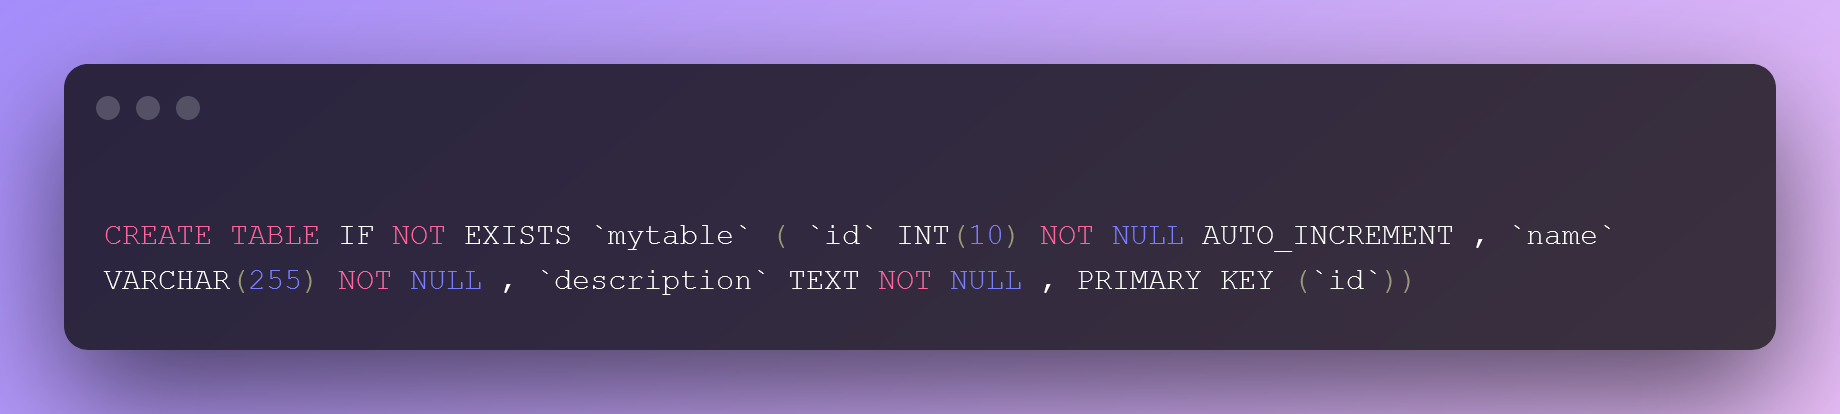 CREATE TABLE IF NOT EXISTS `mytable` ( `id` INT(10) NOT NULL AUTO_INCREMENT , `name`
VARCHAR(255) NOT NULL , `description` TEXT NOT NULL , PRIMARY KEY (`id`))